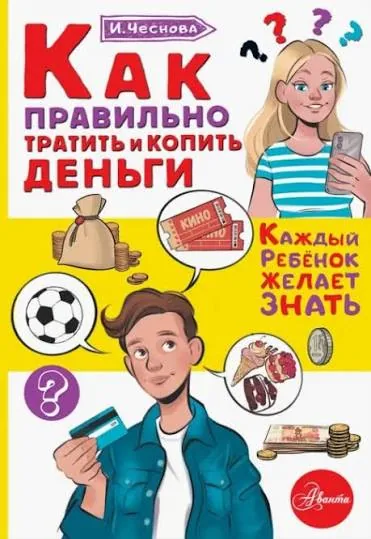 И. Чеснова
Как
правильно
тратить и копить
деньги
КИНО
Каждый
Ребёнок
желает
знать
Аванта